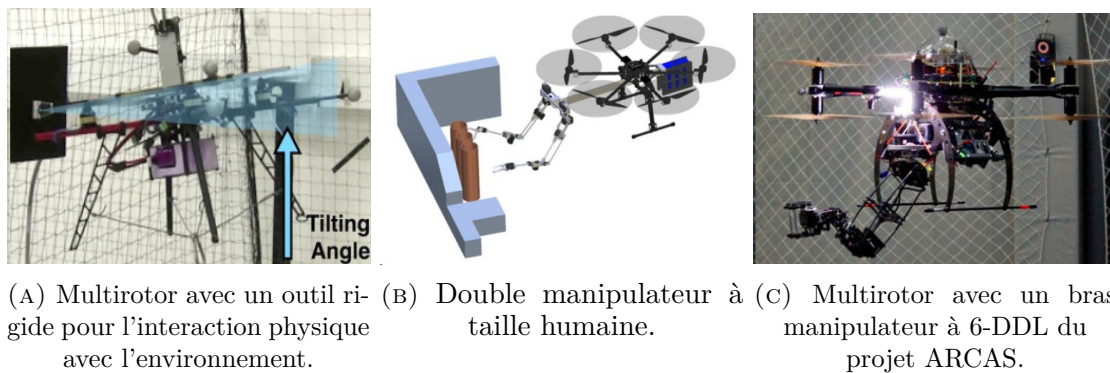 Tilting
Angle
(A) Multirotor avec un outil ri-
gide pour l'interaction physique
avec l'environnement.
(B) Double manipulateur à
taille humaine.
(C) Multirotor avec un bras
manipulateur à 6-DDL du
projet ARCAS.